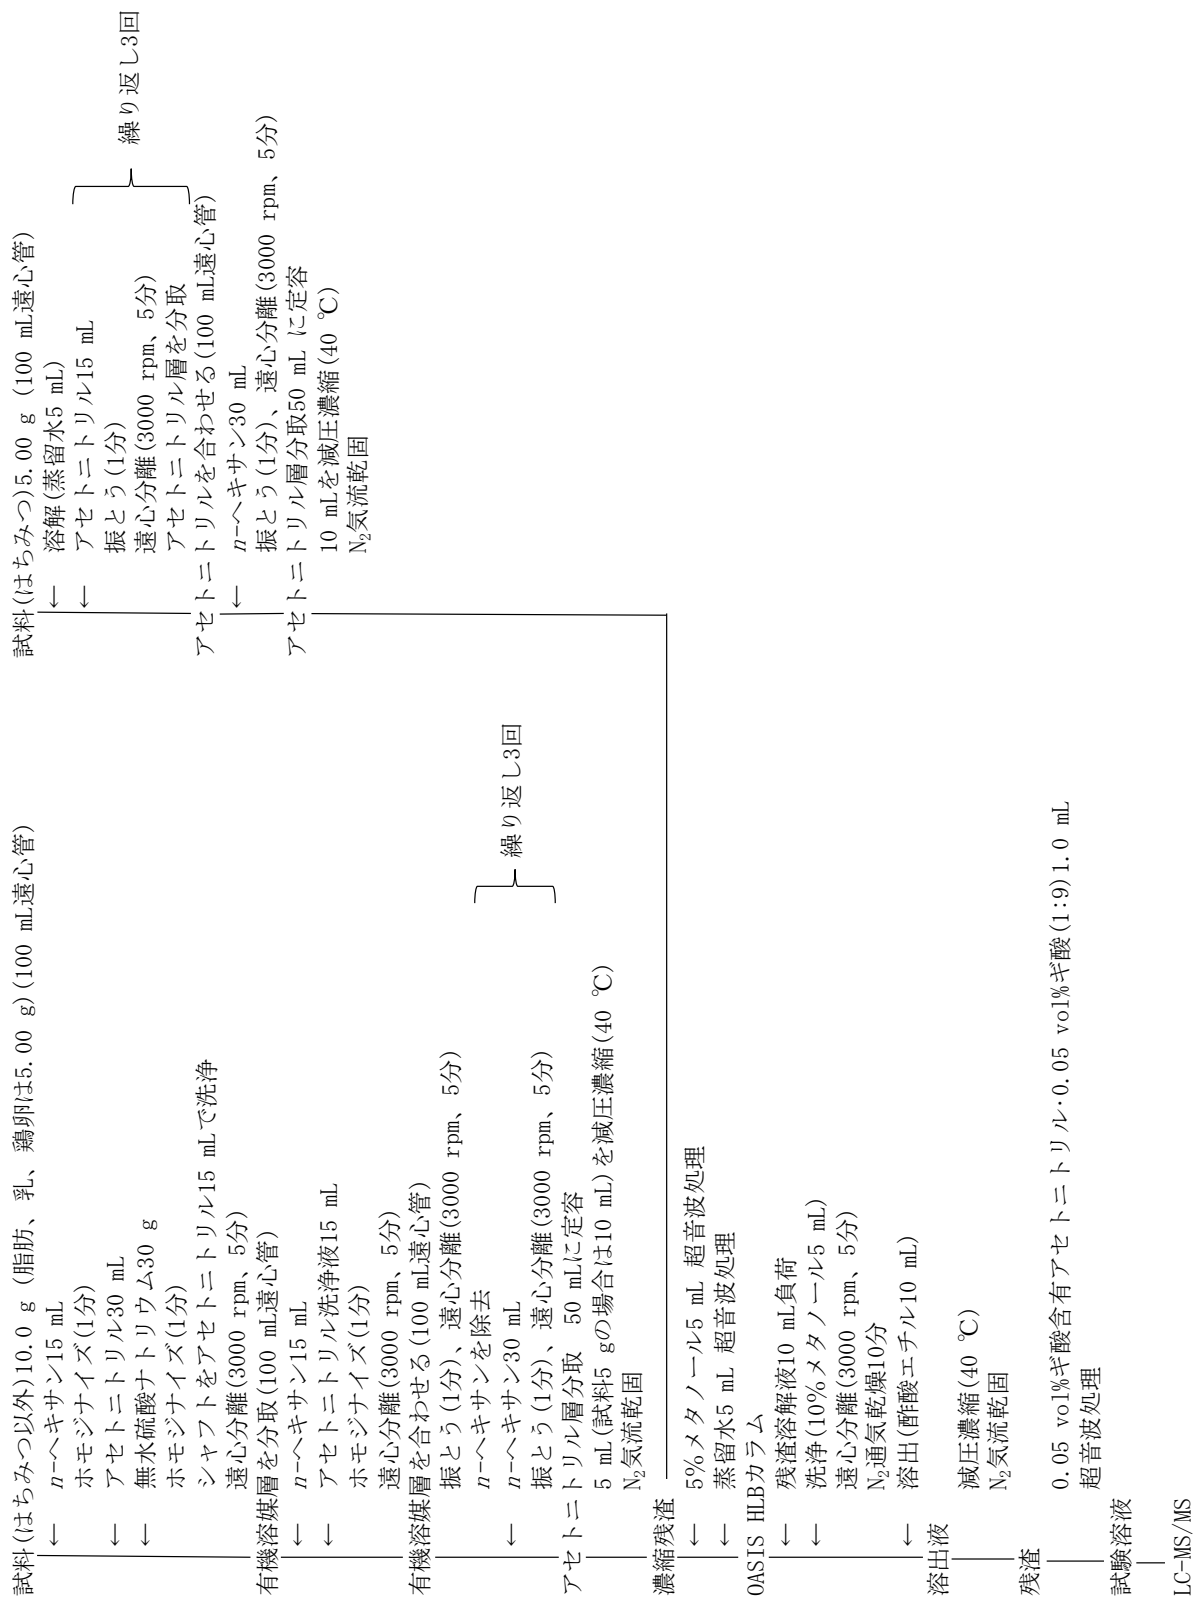 試料(はちみつ以外)10.0 g (脂肪、乳、鶏卵は5.00 g)(100 mL遠心管)
← n-ヘキサン15 mL
ホモジナイズ(1分)
← アセトニトリル30 mL
← 無水硫酸ナトリウム30 g
ホモジナイズ(1分)
シャフトをアセトニトリル15 mLで洗浄
遠心分離(3000 rpm、5分)
有機溶媒層を分取(100 mL遠心管)
← n-ヘキサン15 mL
← アセトニトリル洗浄液15 mL
ホモジナイズ(1分)
遠心分離(3000 rpm、5分)
有機溶媒層を合わせる(100 mL遠心管)
振とう(1分)、遠心分離(3000 rpm、5分)
n-ヘキサンを除去
← n-ヘキサン30 mL
振とう(1分)、遠心分離(3000 rpm、5分)
繰り返し3回
アセトニトリル層分取 50 mLに定容
5 mL(試料5 gの場合は10 mL)を減圧濃縮(40 ℃)
N₂気流乾固
試料(はちみつ)5.00 g (100 mL遠心管)
← 溶解(蒸留水5 mL)
← アセトニトリル15 mL
振とう(1分)
遠心分離(3000 rpm、5分)
アセトニトリル層を分取
繰り返し3回
アセトニトリルを合わせる(100 mL遠心管)
← n-ヘキサン30 mL
振とう(1分)、遠心分離(3000 rpm、5分)
アセトニトリル層分取50 mL に定容
10 mLを減圧濃縮(40 ℃)
N₂気流乾固
濃縮残渣
← 5%メタノール5 mL 超音波処理
← 蒸留水5 mL 超音波処理
OASIS HLBカラム
← 残渣溶解液10 mL負荷
← 洗浄(10%メタノール5 mL)
遠心分離(3000 rpm、5分)
N₂通気乾燥10分
← 溶出(酢酸エチル10 mL)
溶出液
減圧濃縮(40 ℃)
N₂気流乾固
残渣
0.05 vol%ギ酸含有アセトニトリル・0.05 vol%ギ酸(1:9)1.0 mL
超音波処理
試験溶液
LC-MS/MS